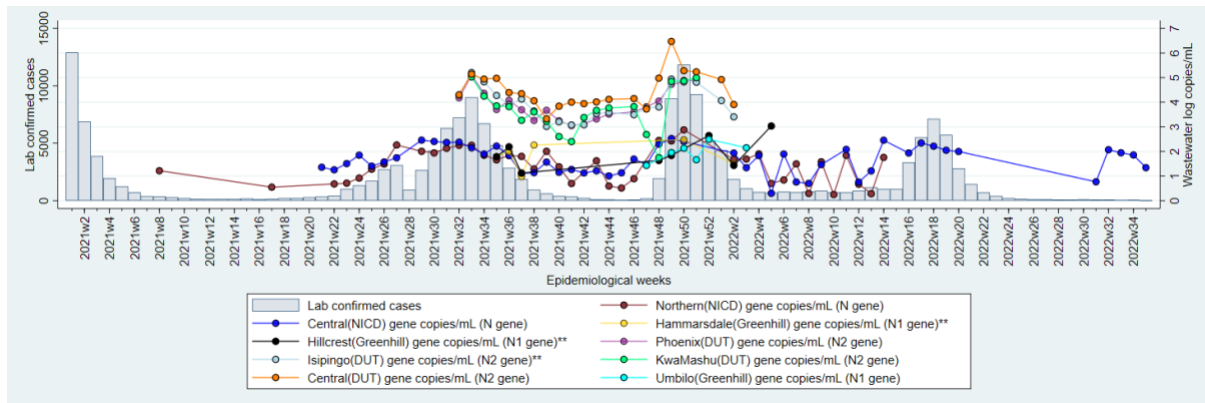 15000
10000
5000
0
Lab confirmed cases
7
6
5
4
3
2
1
0
Wastewater log copies/mL
2021w2
2021w4
2021w6
2021w8
2021w10
2021w12
2021w14
2021w16
2021w18
2021w20
2021w22
2021w24
2021w26
2021w28
2021w30
2021w32
2021w34
2021w36
2021w38
2021w40
2021w42
2021w44
2021w46
2021w48
2021w50
2021w52
2022w2
2022w4
2022w6
2022w8
2022w10
2022w12
2022w14
2022w16
2022w18
2022w20
2022w22
2022w24
2022w26
2022w28
2022w30
2022w32
2022w34
Epidemiological weeks
Lab confirmed cases
Northern(NICD) gene copies/mL (N gene)
Central(NICD) gene copies/mL (N gene)
Hammarsdale(Greenhill) gene copies/mL (N1 gene)**
Hillcrest(Greenhill) gene copies/mL (N1 gene)**
Phoenix(DUT) gene copies/mL (N2 gene)
Isipingo(DUT) gene copies/mL (N2 gene)**
KwaMashu(DUT) gene copies/mL (N2 gene)
Central(DUT) gene copies/mL (N2 gene)
Umbilo(Greenhill) gene copies/mL (N1 gene)